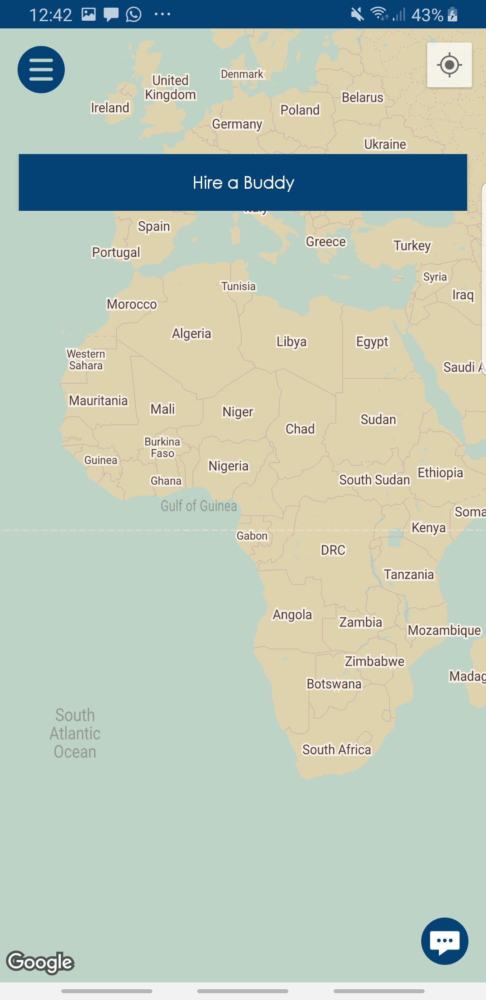 12:42
43%
Denmark
United
Kingdom
Belarus
Ireland
Poland
Germany
Ukraine
Hire a Buddy
Italy
Spain
Greece
Turkey
Portugal
Syria
Tunisia
Iraq
Morocco
Algeria
Libya
Egypt
Western
Sahara
Saudi A
Mauritania
Mali
Niger
Sudan
Chad
Burkina
Faso
Guinea
Nigeria
Ethiopia
Ghana
South Sudan
Gulf of Guinea
Soma
Kenya
Gabon
DRC
Tanzania
Angola
Zambia
Mozambique
Zimbabwe
Madag
Botswana
South
Atlantic
Ocean
South Africa
Google